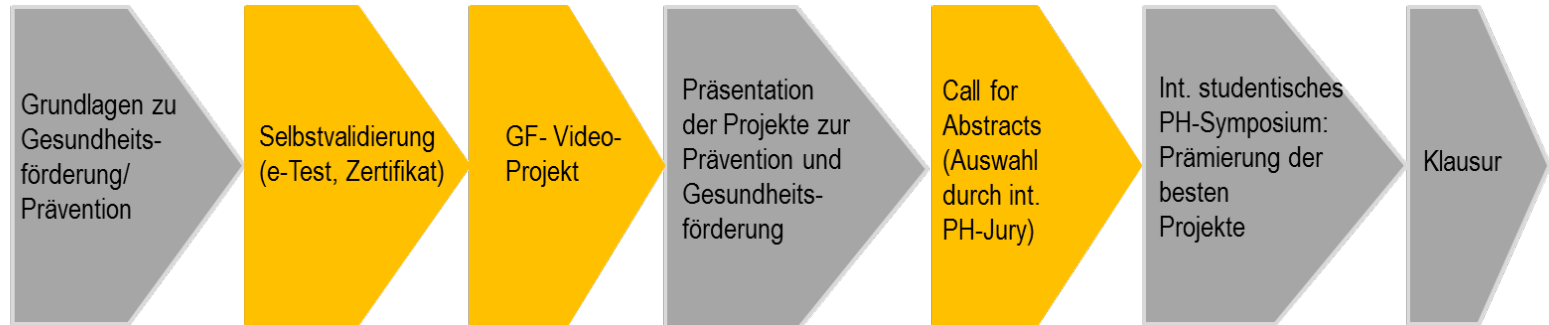 Grundlagen zu
Gesundheits-
förderung/
Prävention
Selbstvalidierung
(e-Test, Zertifikat)
GF- Video-
Projekt
Präsentation
der Projekte zur
Prävention und
Gesundheits-
förderung
Call for
Abstracts
(Auswahl
durch int.
PH-Jury)
Int. studentisches
PH-Symposium:
Prämierung der
besten
Projekte
Klausur